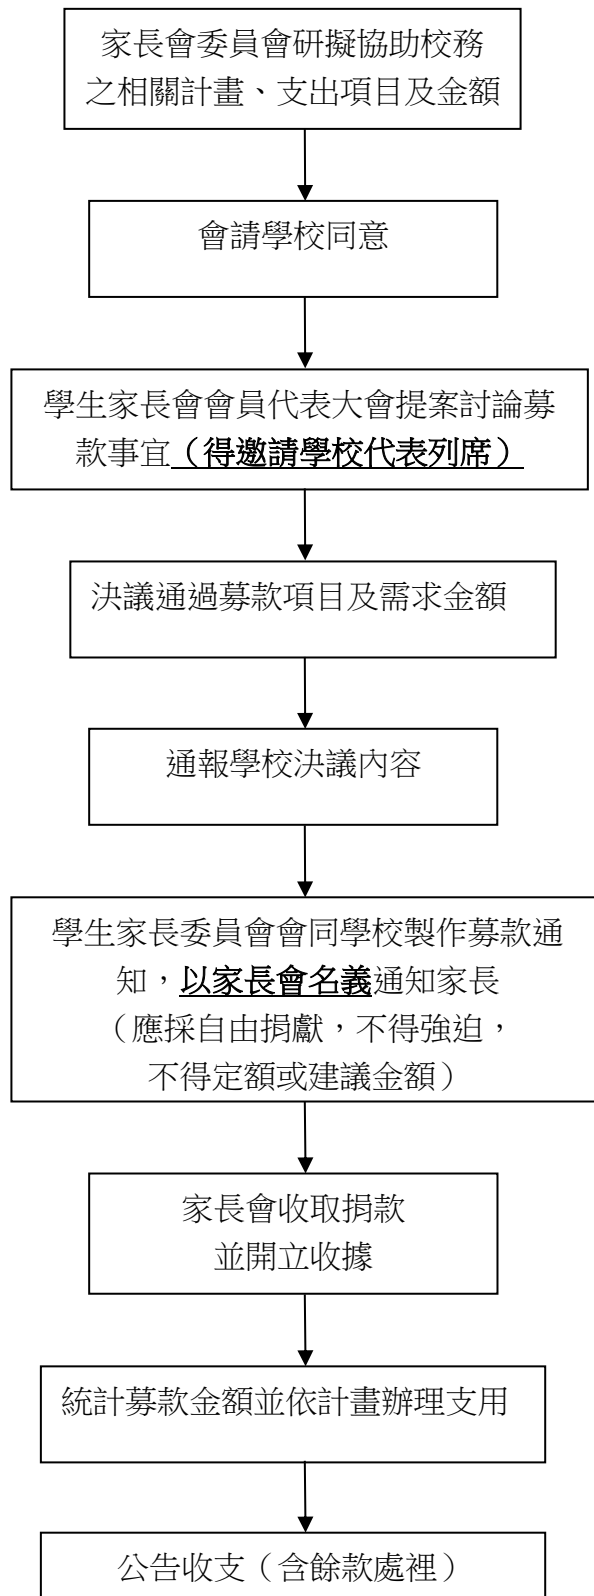 家長會委員會研擬協助校務
之相關計畫、支出項目及金額
會請學校同意
學生家長會會員代表大會提案討論募
款事宜（得邀請學校代表列席）
決議通過募款項目及需求金額
通報學校決議內容
學生家長委員會會同學校製作募款通
知，以家長會名義通知家長
（應採自由捐獻，不得強迫，
不得定額或建議金額）
家長會收取捐款
並開立收據
統計募款金額並依計畫辦理支用
公告收支（含餘款處裡）